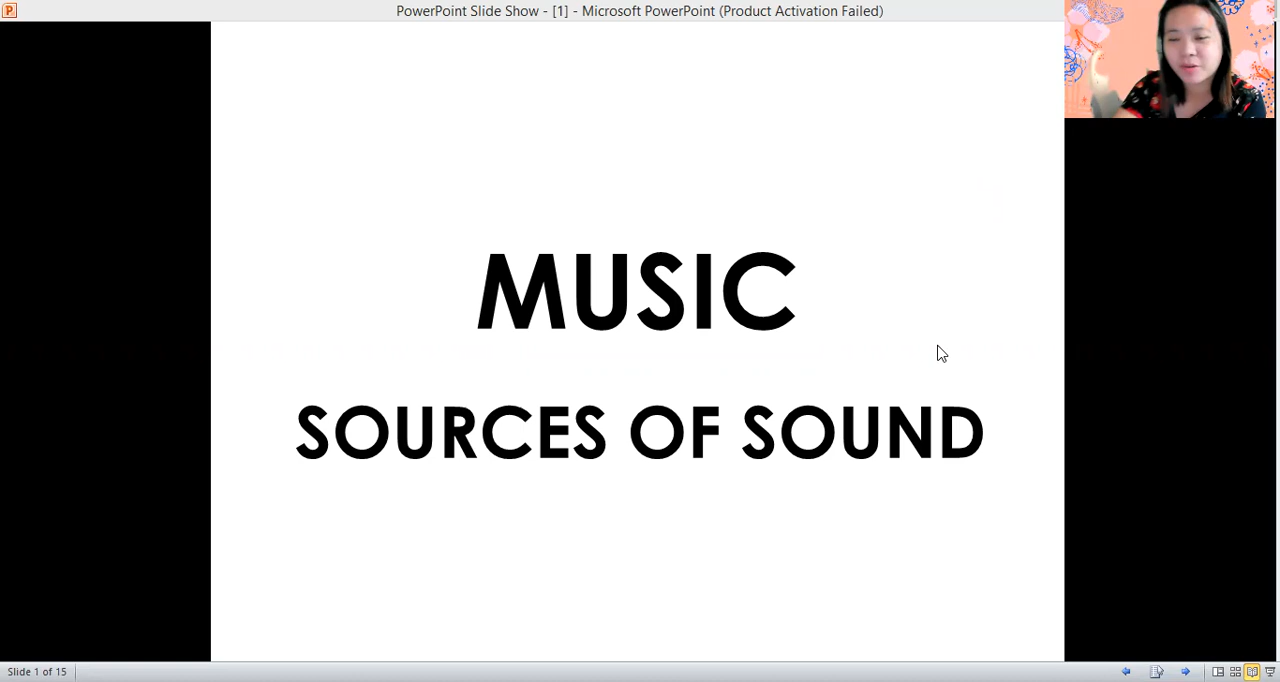 PowerPoint Slide Show - [1] - Microsoft PowerPoint (Product Activation Failed)
MUSIC
SOURCES OF SOUND
Slide 1 of 15